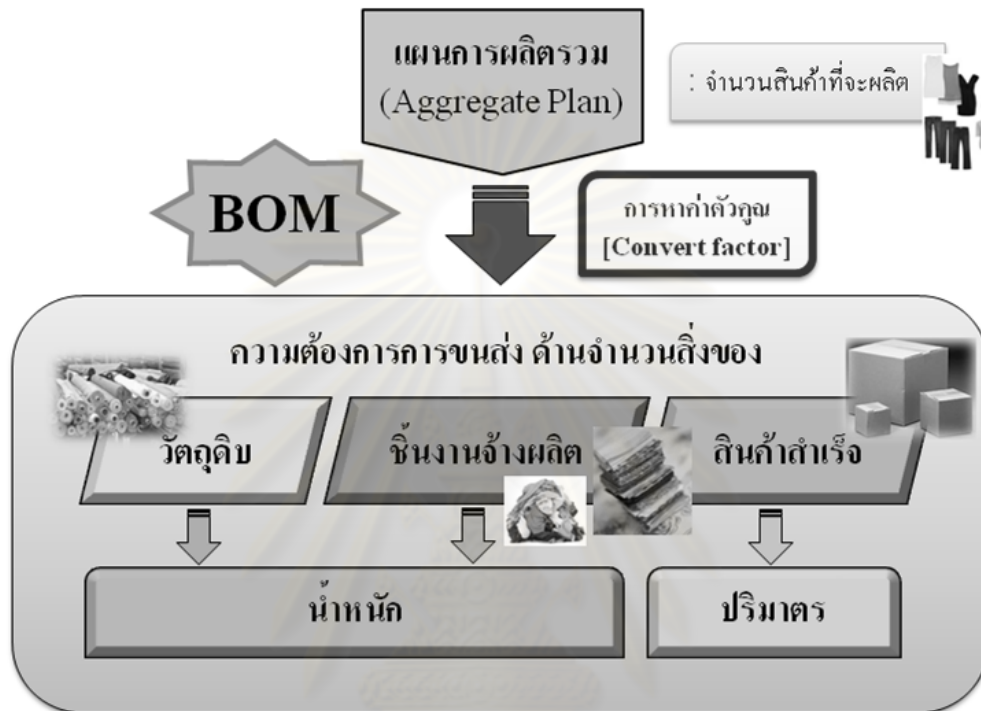 แผนการผลิตรวม
(Aggregate Plan)
: จำนวนสินค้าที่จะผลิต
BOM
การหาค่าตัวคูณ
[Convert factor]
ความต้องการการขนส่ง ด้านจำนวนสิ่งของ
วัตถุดิบ
ชิ้นงานจ้างผลิต
สินค้าสำเร็จ
น้ำหนัก
ปริมาตร